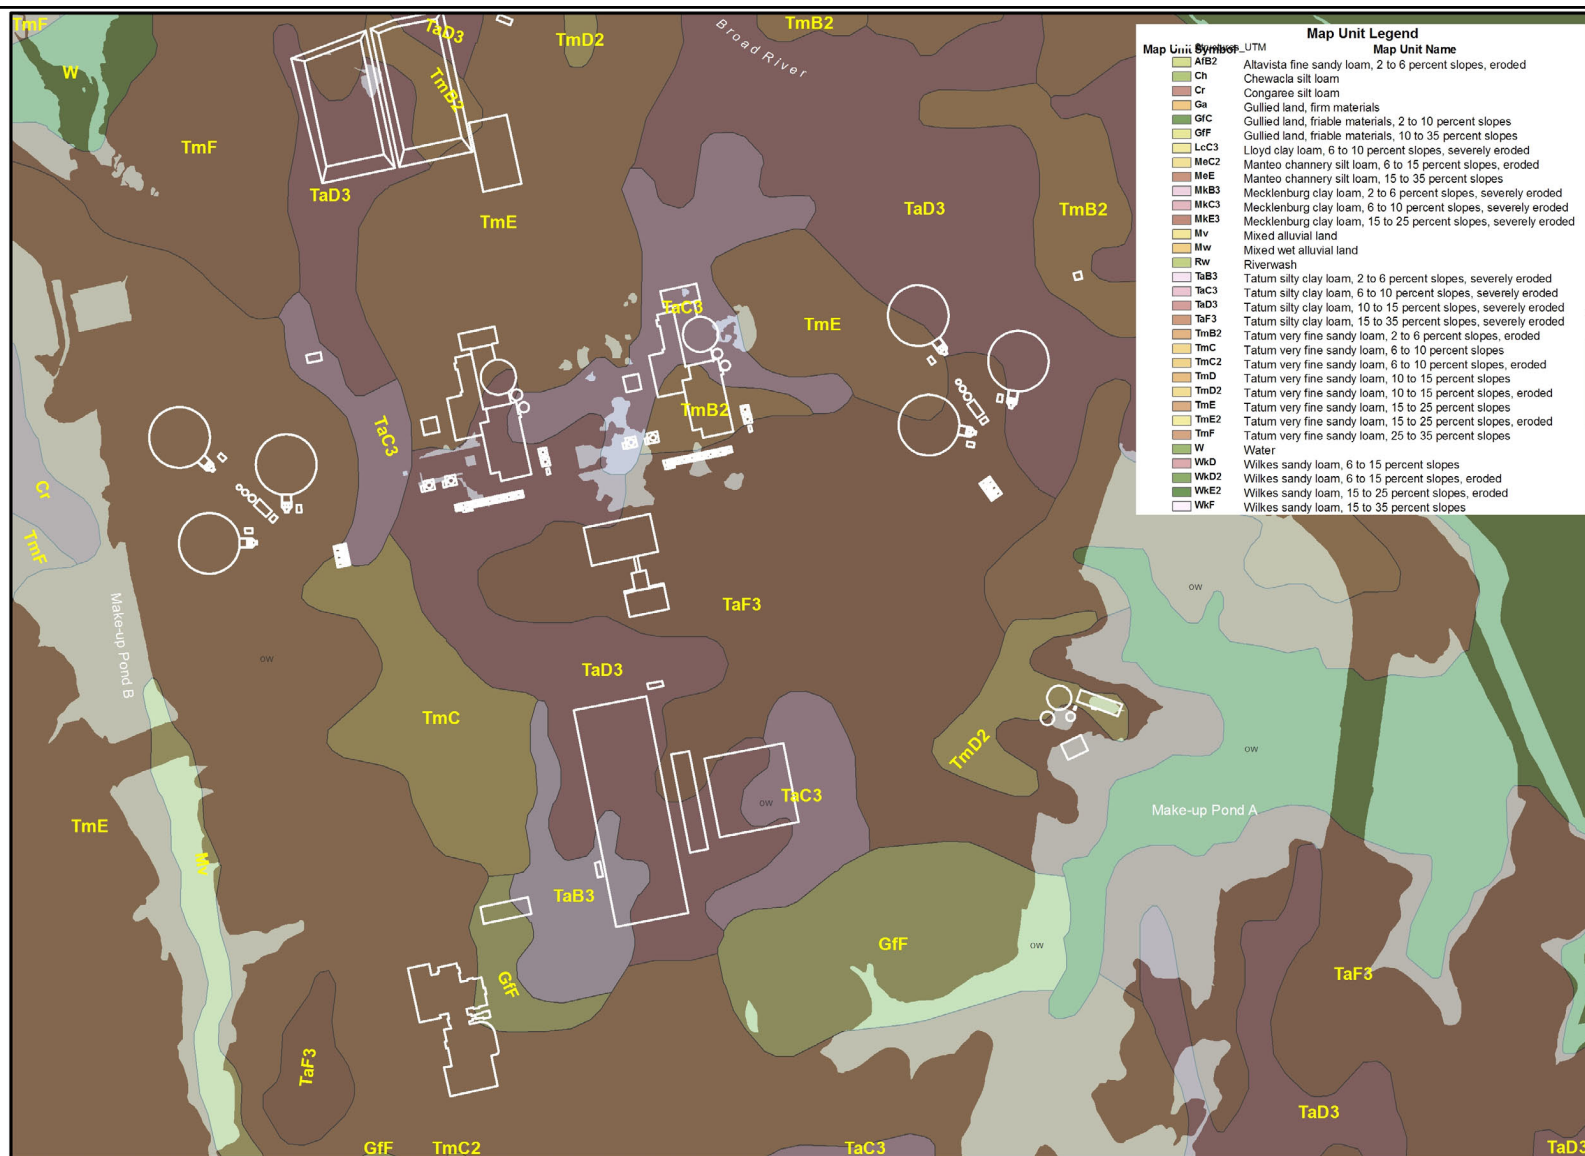 TmF
TaD3
TmD2
Broad River
TmB2
W
TmB2
TmF
TaD3
TmE
TaD3
TmB2
TaC3
TmE
TmB2
TaC3
Cr
TmF
Make-up Pond B
ow
TaF3
TaD3
TmC
TmD2
ow
ow
Make-up Pond A
TaC3
ow
TmE
Mv
TaB3
GfF
ow
GfF
TaF3
TaF3
TaD3
GfF
TmC2
TaC3
TaD3
Map Unit Legend
Map Unit Symbol _UTM Map Unit Name
AfB2 Altavista fine sandy loam, 2 to 6 percent slopes, eroded
Ch Chewacla silt loam
Cr Congaree silt loam
Ga Gullied land, firm materials
GfC Gullied land, friable materials, 2 to 10 percent slopes
GfF Gullied land, friable materials, 10 to 35 percent slopes
LcC3 Lloyd clay loam, 6 to 10 percent slopes, severely eroded
MeC2 Manteo channery silt loam, 6 to 15 percent slopes, eroded
MeE Manteo channery silt loam, 15 to 35 percent slopes
MkB3 Mecklenburg clay loam, 2 to 6 percent slopes, severely eroded
MkC3 Mecklenburg clay loam, 6 to 10 percent slopes, severely eroded
MkE3 Mecklenburg clay loam, 15 to 25 percent slopes, severely eroded
Mv Mixed alluvial land
Mw Mixed wet alluvial land
Rw Riverwash
TaB3 Tatum silty clay loam, 2 to 6 percent slopes, severely eroded
TaC3 Tatum silty clay loam, 6 to 10 percent slopes, severely eroded
TaD3 Tatum silty clay loam, 10 to 15 percent slopes, severely eroded
TaF3 Tatum silty clay loam, 15 to 35 percent slopes, severely eroded
TmB2 Tatum very fine sandy loam, 2 to 6 percent slopes, eroded
TmC Tatum very fine sandy loam, 6 to 10 percent slopes
TmC2 Tatum very fine sandy loam, 6 to 10 percent slopes, eroded
TmD Tatum very fine sandy loam, 10 to 15 percent slopes
TmD2 Tatum very fine sandy loam, 10 to 15 percent slopes, eroded
TmE Tatum very fine sandy loam, 15 to 25 percent slopes
TmE2 Tatum very fine sandy loam, 15 to 25 percent slopes, eroded
TmF Tatum very fine sandy loam, 25 to 35 percent slopes
W Water
WkD Wilkes sandy loam, 6 to 15 percent slopes
WkD2 Wilkes sandy loam, 6 to 15 percent slopes, eroded
WkE2 Wilkes sandy loam, 15 to 25 percent slopes, eroded
WkF Wilkes sandy loam, 15 to 35 percent slopes